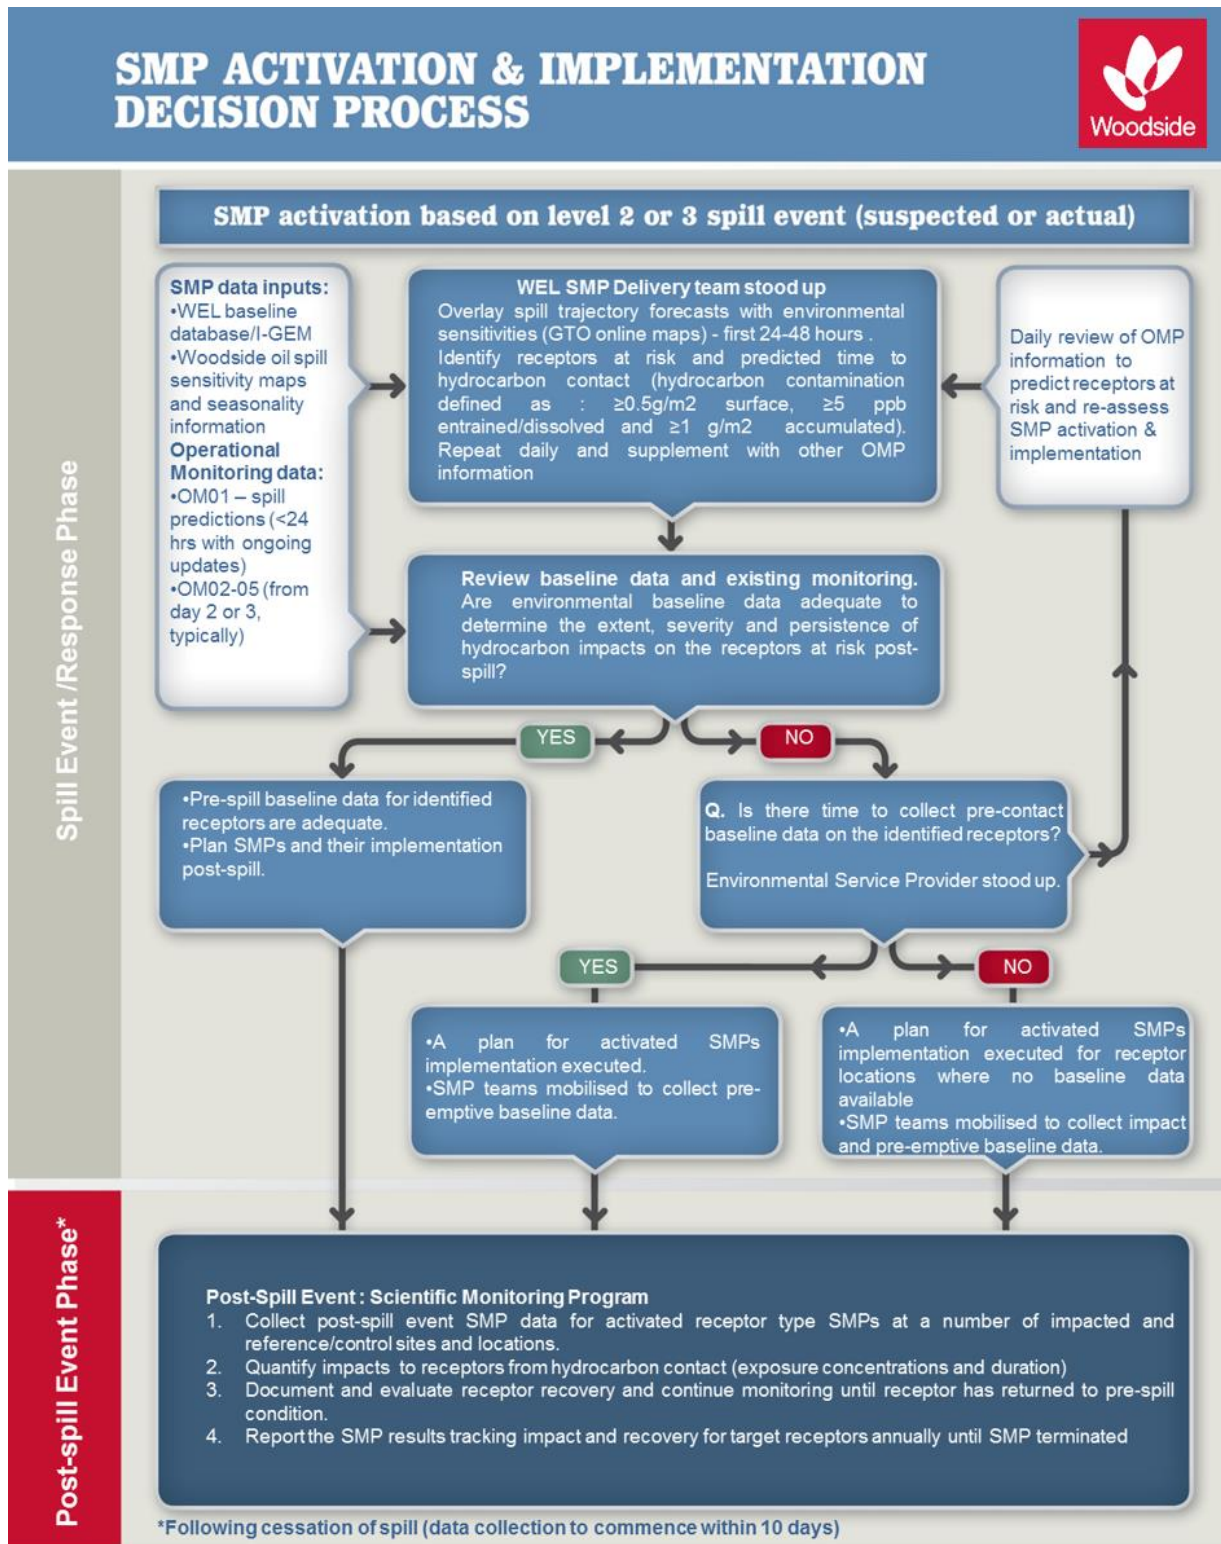 SMP ACTIVATION & IMPLEMENTATION
DECISION PROCESS
Woodside
SMP activation based on level 2 or 3 spill event (suspected or actual)
SMP data inputs:
•WEL baseline
database/I-GEM
•Woodside oil spill
sensitivity maps
and seasonality
information
Operational
Monitoring data:
•OM01 – spill
predictions (<24
hrs with ongoing
updates)
•OM02-05 (from
day 2 or 3,
typically)
WEL SMP Delivery team stood up
Overlay spill trajectory forecasts with environmental
sensitivities (GTO online maps) - first 24-48 hours .
Identify receptors at risk and predicted time to
hydrocarbon contact (hydrocarbon contamination
defined as : ≥0.5g/m2 surface, ≥5 ppb
entrained/dissolved and ≥1 g/m2 accumulated).
Repeat daily and supplement with other OMP
information
Daily review of OMP
information to
predict receptors at
risk and re-assess
SMP activation &
implementation
Review baseline data and existing monitoring.
Are environmental baseline data adequate to
determine the extent, severity and persistence of
hydrocarbon impacts on the receptors at risk post-
spill?
YES
NO
•Pre-spill baseline data for identified
receptors are adequate.
•Plan SMPs and their implementation
post-spill.
Q. Is there time to collect pre-contact
baseline data on the identified receptors?
Environmental Service Provider stood up.
YES
NO
•A plan for activated SMPs
implementation executed.
•SMP teams mobilised to collect pre-
emptive baseline data.
•A plan for activated SMPs
implementation executed for receptor
locations where no baseline data
available
•SMP teams mobilised to collect impact
and pre-emptive baseline data.
Spill Event /Response Phase
Post-spill Event Phase*
Post-Spill Event : Scientific Monitoring Program
1. Collect post-spill event SMP data for activated receptor type SMPs at a number of impacted and
reference/control sites and locations.
2. Quantify impacts to receptors from hydrocarbon contact (exposure concentrations and duration)
3. Document and evaluate receptor recovery and continue monitoring until receptor has returned to pre-spill
condition.
4. Report the SMP results tracking impact and recovery for target receptors annually until SMP terminated
*Following cessation of spill (data collection to commence within 10 days)